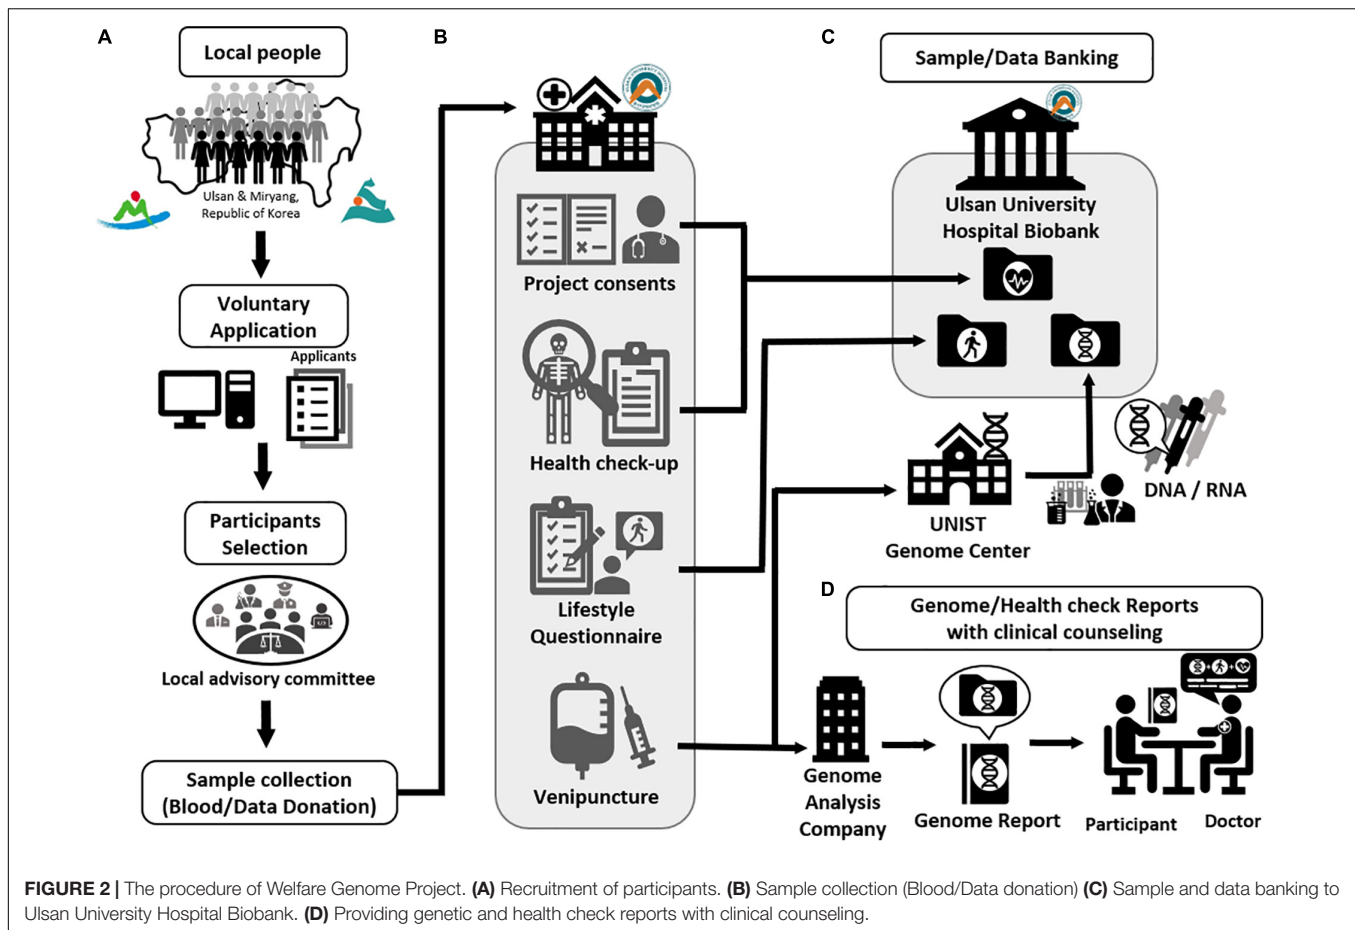 A
Local people
Ulsan & Miryang,
Republic of Korea
Voluntary
Application
Applicants
Participants
Selection
Local advisory committee
Sample collection
(Blood/Data Donation)
B
Project consents
Health check-up
Lifestyle
Questionnaire
Venipuncture
C
Sample/Data Banking
Ulsan University
Hospital Biobank
UNIST
Genome Center
DNA / RNA
D
Genome/Health check Reports
with clinical counseling
Genome
Analysis
Company
Genome Report
Participant
Doctor
FIGURE 2 | The procedure of Welfare Genome Project. (A) Recruitment of participants. (B) Sample collection (Blood/Data donation) (C) Sample and data banking to
Ulsan University Hospital Biobank. (D) Providing genetic and health check reports with clinical counseling.